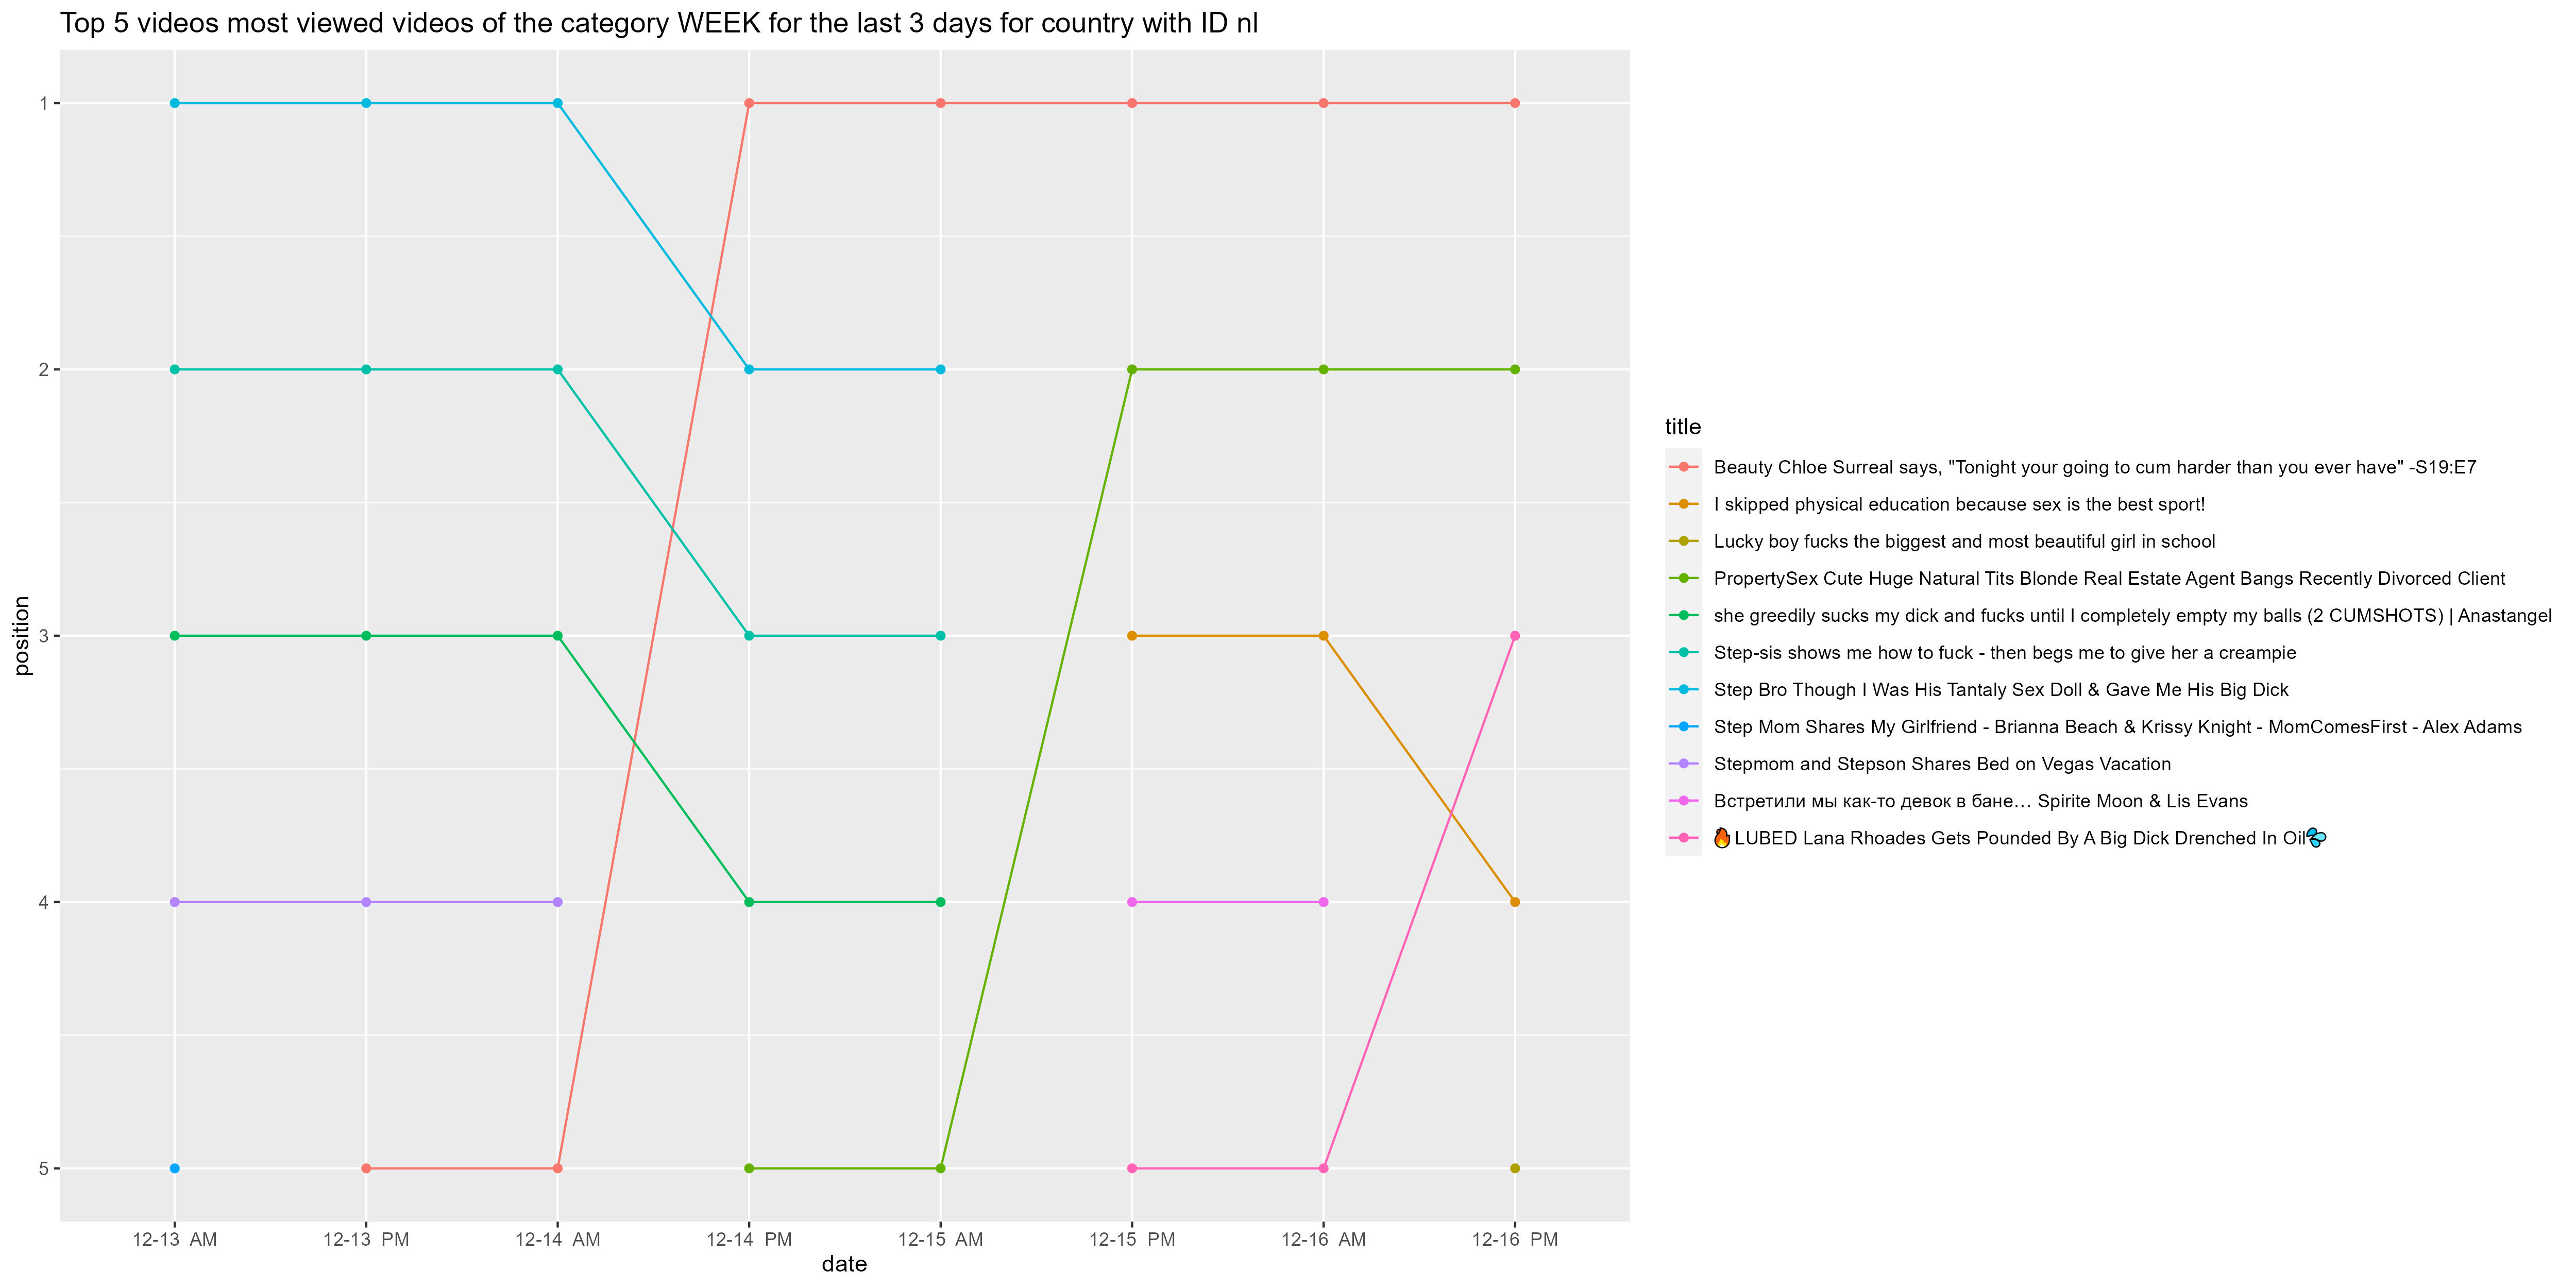 Top 5 videos most viewed videos of the category WEEK for the last 3 days for country with ID nl
position
1
2
3
4
5
12-13 AM
12-13 PM
12-14 AM
12-14 PM
12-15 AM
12-15 PM
12-16 AM
12-16 PM
date
title
Beauty Chloe Surreal says, "Tonight your going to cum harder than you ever have" -S19:E7
I skipped physical education because sex is the best sport!
Lucky boy fucks the biggest and most beautiful girl in school
PropertySex Cute Huge Natural Tits Blonde Real Estate Agent Bangs Recently Divorced Client
she greedily sucks my dick and fucks until I completely empty my balls (2 CUMSHOTS) | Anastangel
Step-sis shows me how to fuck - then begs me to give her a creampie
Step Bro Though I Was His Tantaly Sex Doll & Gave Me His Big Dick
Step Mom Shares My Girlfriend - Brianna Beach & Krissy Knight - MomComesFirst - Alex Adams
Stepmom and Stepson Shares Bed on Vegas Vacation
Встретили мы как-то девок в бане… Spirite Moon & Lis Evans
🔥LUBED Lana Rhoades Gets Pounded By A Big Dick Drenched In Oil💦